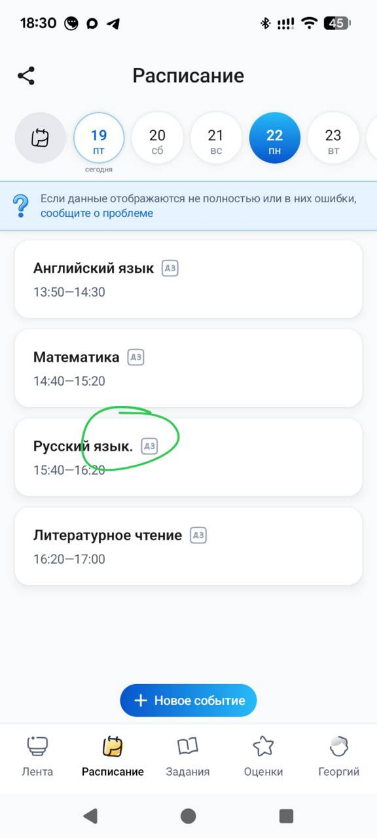 18:30
45
Расписание
19
пт
сегодня
20
сб
21
вс
22
пн
23
вт
Если данные отображаются не полностью или в них ошибки,
сообщите о проблеме
Английский язык ДЗ
13:50—14:30
Математика ДЗ
14:40—15:20
Русский язык. ДЗ
15:40—16:20
Литературное чтение ДЗ
16:20—17:00
+ Новое событие
Лента
Расписание
Задания
Оценки
Георгий